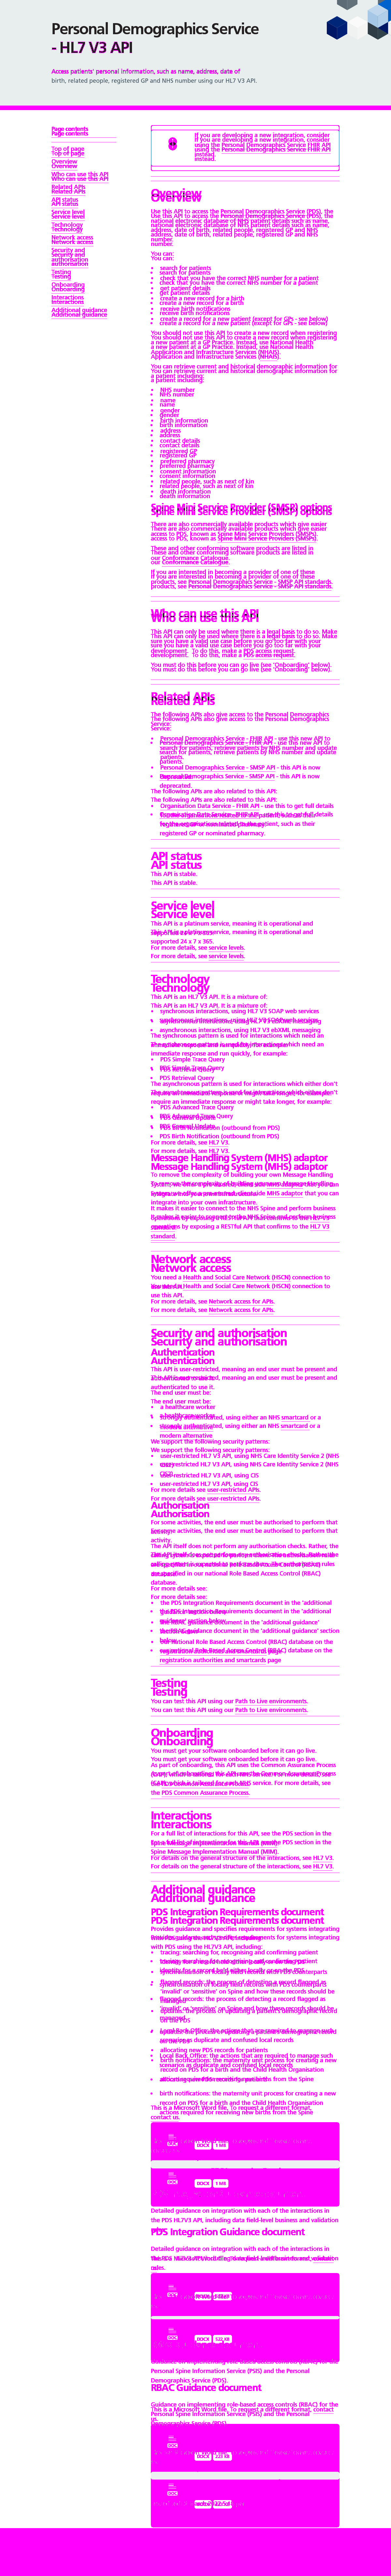 Personal Demographics Service
- HL7 V3 API
Access patients' personal information, such as name, address, date of
birth, related people, registered GP and NHS number using our HL7 V3 API.
Page contents
Top of page
Overview
Who can use this API
Related APIs
API status
Service level
Technology
Network access
Security and
authorisation
Testing
Onboarding
Interactions
Additional guidance
If you are developing a new integration, consider
using the Personal Demographics Service FHIR API
instead.
Overview
Use this API to access the Personal Demographics Service (PDS), the
national electronic database of NHS patient details such as name,
address, date of birth, related people, registered GP and NHS
number.
You can:
search for patients
check that you have the correct NHS number for a patient
get patient details
create a new record for a birth
receive birth notifications
create a record for a new patient (except for GPs - see below)
You should not use this API to create a new record when registering
a new patient at a GP Practice. Instead, use National Health
Application and Infrastructure Services (NHAIS).
You can retrieve current and historical demographic information for
a patient including:
NHS number
name
gender
birth information
address
contact details
registered GP
preferred pharmacy
consent information
related people, such as next of kin
death information
Spine Mini Service Provider (SMSP) options
There are also commercially available products which give easier
access to PDS, known as Spine Mini Service Providers (SMSPs).
These and other conforming software products are listed in
our Conformance Catalogue.
If you are interested in becoming a provider of one of these
products, see Personal Demographics Service - SMSP API standards.
Who can use this API
This API can only be used where there is a legal basis to do so. Make
sure you have a valid use case before you go too far with your
development. To do this, make a PDS access request.
You must do this before you can go live (see 'Onboarding' below).
Related APIs
The following APIs also give access to the Personal Demographics
Service:
Personal Demographics Service - FHIR API - use this new API to
search for patients, retrieve patients by NHS number and update
patients.
Personal Demographics Service - SMSP API - this API is now
deprecated.
The following APIs are also related to this API:
Organisation Data Service - FHIR API - use this to get full details
for the organisations related to the patient, such as their
registered GP or nominated pharmacy.
API status
This API is stable.
Service level
This API is a platinum service, meaning it is operational and
supported 24 x 7 x 365.
For more details, see service levels.
Technology
This API is an HL7 V3 API. It is a mixture of:
synchronous interactions, using HL7 V3 SOAP web services
asynchronous interactions, using HL7 V3 ebXML messaging
The synchronous pattern is used for interactions which need an
immediate response and run quickly, for example:
PDS Simple Trace Query
PDS Retrieval Query
The asynchronous pattern is used for interactions which either don't
require an immediate response or might take longer, for example:
PDS Advanced Trace Query
PDS General Update
PDS Birth Notification (outbound from PDS)
For more details, see HL7 V3.
Message Handling System (MHS) adaptor
To remove the complexity of building your own Message Handling
System, we offer a pre-assured client-side MHS adaptor that you can
integrate into your own infrastructure.
It makes it easier to connect to the NHS Spine and perform business
operations by exposing a RESTful API that conforms to the HL7 V3
standard.
Network access
You need a Health and Social Care Network (HSCN) connection to
use this API.
For more details, see Network access for APIs.
Security and authorisation
Authentication
This API is user-restricted, meaning an end user must be present and
authenticated to use it.
The end user must be:
a healthcare worker
strongly authenticated, using either an NHS smartcard or a
modern alternative
We support the following security patterns:
user-restricted HL7 V3 API, using NHS Care Identity Service 2 (NHS
CIS2)
user-restricted HL7 V3 API, using CIS
For more details see user-restricted APIs.
Authorisation
For some activities, the end user must be authorised to perform that
activity.
The API itself does not perform any authorisation checks. Rather, the
calling system is expected to perform them. The authorisation rules
are specified in our national Role Based Access Control (RBAC)
database.
For more details see:
the PDS Integration Requirements document in the 'additional
guidance' section below
the RBAC guidance document in the 'additional guidance' section
below
our national Role Based Access Control (RBAC) database on the
registration authorities and smartcards page
Testing
You can test this API using our Path to Live environments.
Onboarding
You must get your software onboarded before it can go live.
As part of onboarding, this API uses the Common Assurance Process
(CAP), which is tailored for each NHS service. For more details, see
the PDS Common Assurance Process.
Interactions
For a full list of interactions for this API, see the PDS section in the
Spine Message Implementation Manual (MIM).
For details on the general structure of the interactions, see HL7 V3.
Additional guidance
PDS Integration Requirements document
Provides guidance and specifies requirements for systems integrating
with PDS using the HL7 V3 API, including:
tracing: searching for, recognising and confirming patient
identity for a record held either locally or on the PDS
synchronisation of locally held records with PDS counterparts
flagged records: the process of detecting a record flagged as
'invalid' or 'sensitive' on Spine and how these records should be
managed
updates: the process of updating a patient's demographic record
on the PDS
Local Back Office: the actions that are required to manage such
scenarios as duplicate and confused local records
allocating new PDS records for patients
birth notifications: the maternity unit process for creating a new
record on PDS for a birth and the Child Health Organisation
actions required for receiving new births from the Spine
This is a Microsoft Word file. To request a different format,
contact us.
DOCX
DOCX
1 MB
DOCX
DOCX
1 MB
PDS Integration Guidance document
Detailed guidance on integration with each of the interactions in
the PDS HL7V3 API, including data field-level business and validation
rules.
DOCX
DOCX
DOCX
DOCX
522 KB
RBAC Guidance document
Guidance on implementing role-based access controls (RBAC) for the
Personal Spine Information Service (PSIS) and the Personal
Demographics Service (PDS).
This is a Microsoft Word file. To request a different format, contact
us.
DOCX
DOCX
DOCX